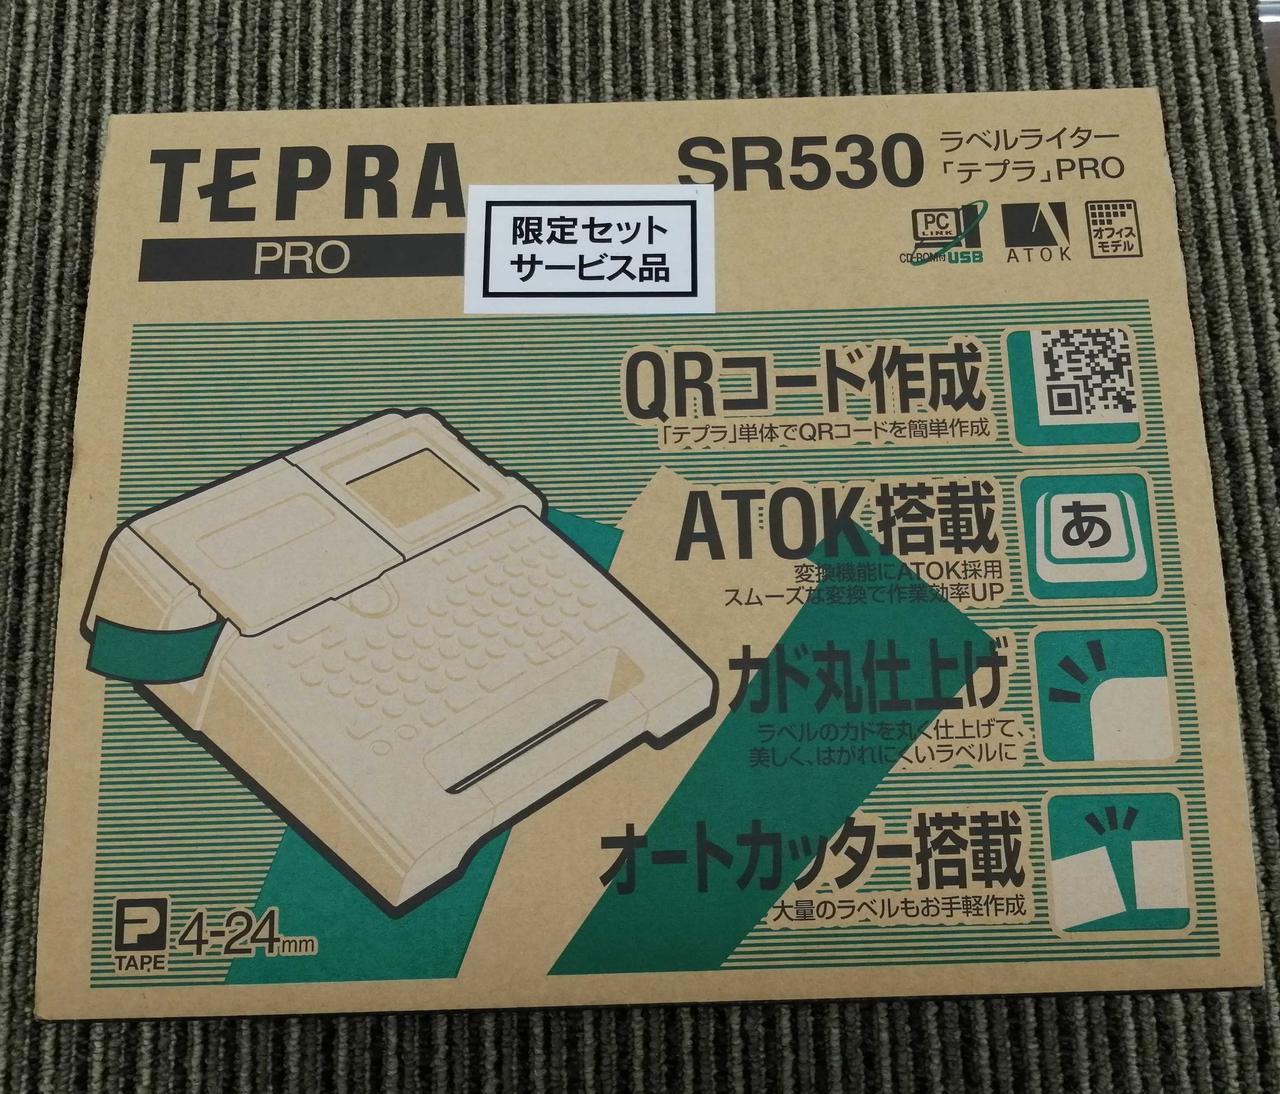 TEPRA
PRO
限定セット
サービス品
SR530
ラベルライター
「テプラ」PRO
PC
LINK
CD-ROM付 USB
ATOK
オフィス
モデル
QRコード作成
「テプラ」単体でQRコードを簡単作成
ATOK搭載
変換機能にATOK採用
スムーズな変換で作業効率UP
あ
カド丸仕上げ
ラベルのカドを丸く仕上げて、
美しく、はがれにくいラベルに
オートカッター搭載
大量のラベルもお手軽作成
P
TAPE
4-24mm